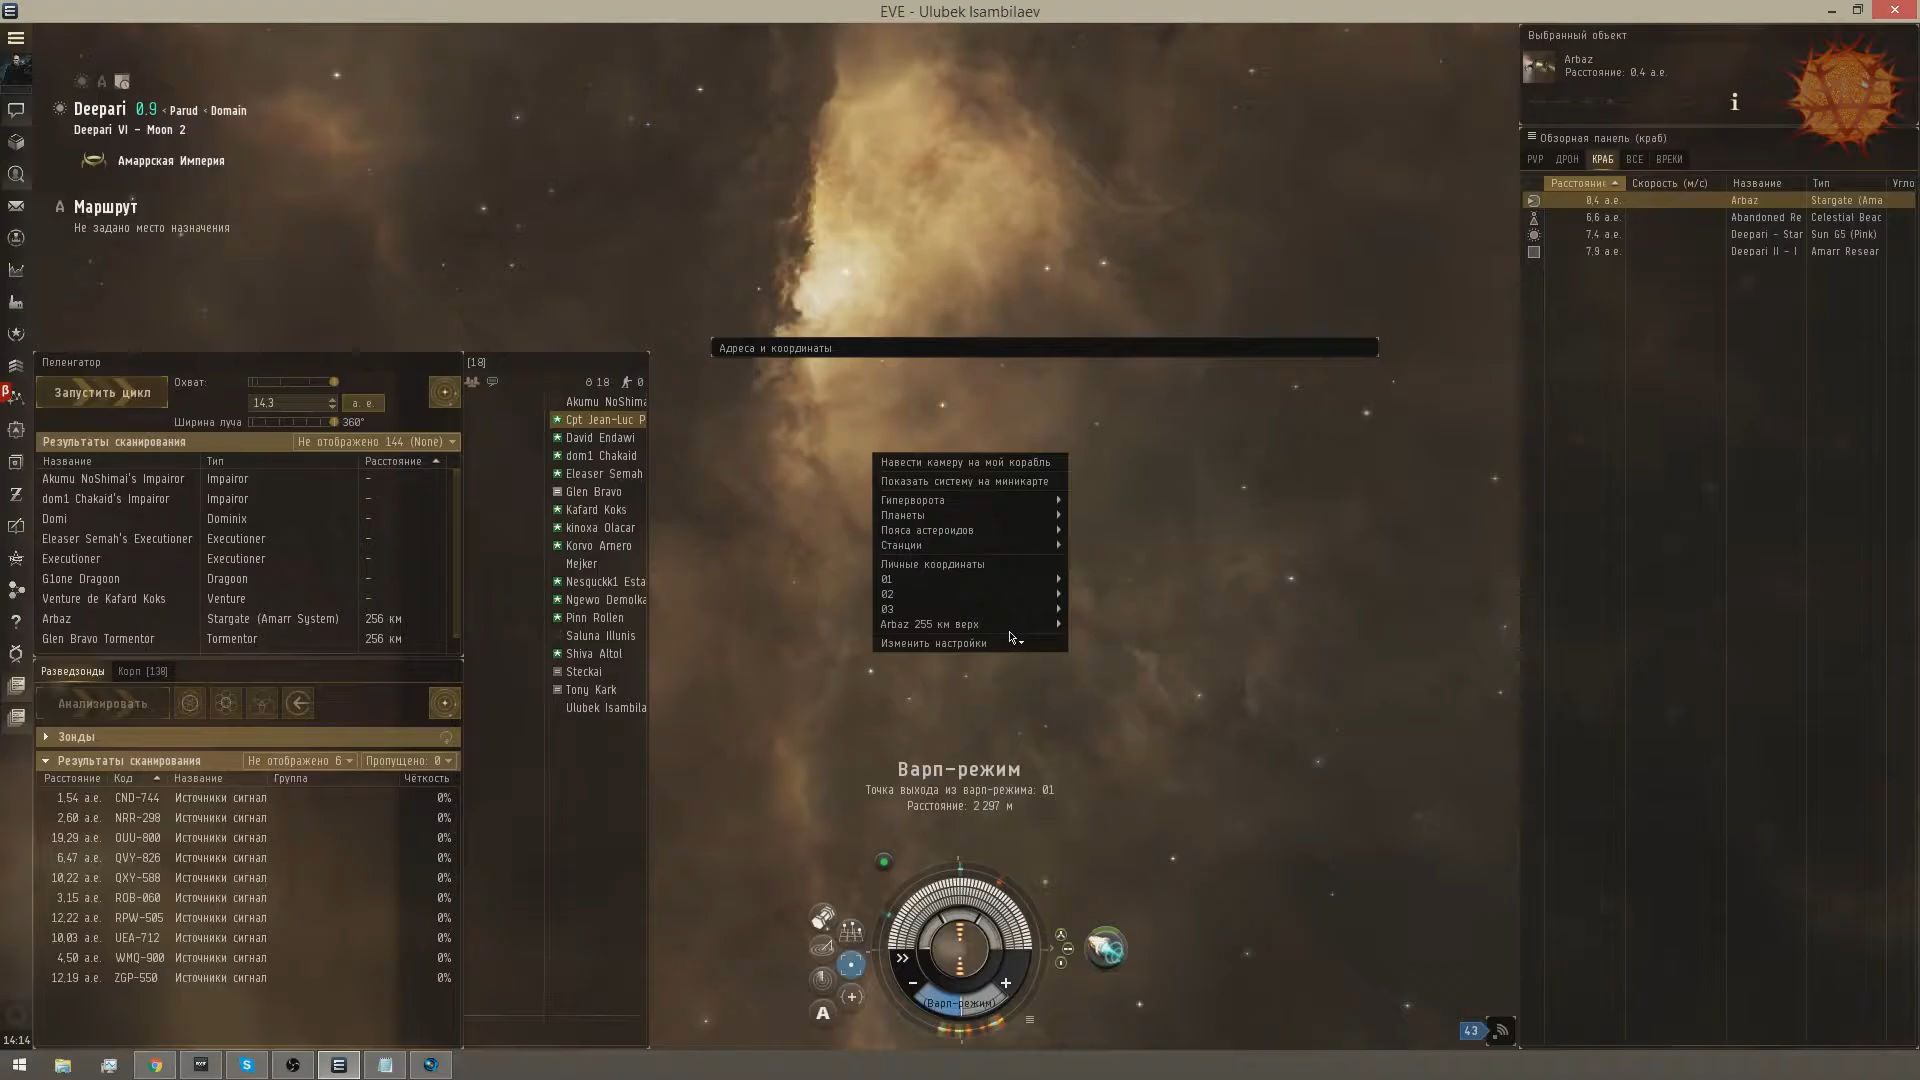 EVE - Ulubek Isambilaev
Deepari 0.9 < Parud < Domain
Deepari VI - Moon 2
Амаррская Империя
Маршрут
Не задано место назначения
Пеленгатор
Запустить цикл
Охват:
14,3
а. е.
Ширина луча
360°
Результаты сканирования
Не отображено 144 (None)
Название Тип Расстояние
Akumu NoShimai's Impairor Impairor –
dom1 Chakaid's Impairor Impairor –
Domi Dominix –
Eleaser Semah's Executioner Executioner –
Executioner Executioner –
G1one Dragoon Dragoon –
Venture de Kafard Koks Venture –
Arbaz Stargate (Amarr System) 256 км
Glen Bravo Tormentor Tormentor 256 км
[18]
18 0
Akumu NoShima
Cpt Jean-Luc P
David Endawi
dom1 Chakaid
Eleaser Semah
Glen Bravo
Kafard Koks
kinoxa Olacar
Korvo Arnero
Mejker
Nesquckk1 Esta
Ngewo Demolka
Pinn Rollen
Saluna Illunis
Shiva Altol
Steckai
Tony Kark
Ulubek Isambila
Разведзонды Корп [138]
Анализировать
Зонды
Результаты сканирования Не отображено 6 Пропущено: 0
Расстояние Код Название Группа Чёткость
1,54 а.е. CND-744 Источники сигнал 0%
2,60 а.е. NRR-298 Источники сигнал 0%
19,29 а.е. OUU-800 Источники сигнал 0%
6,47 а.е. QVY-826 Источники сигнал 0%
10,22 а.е. QXY-588 Источники сигнал 0%
3,15 а.е. ROB-060 Источники сигнал 0%
12,22 а.е. RPW-505 Источники сигнал 0%
10,03 а.е. UEA-712 Источники сигнал 0%
4,50 а.е. WMQ-900 Источники сигнал 0%
12,19 а.е. ZGP-550 Источники сигнал 0%
Адреса и координаты
Навести камеру на мой корабль
Показать систему на миникарте
Гиперворота
Планеты
Пояса астероидов
Станции
Личные координаты
01
02
03
Arbaz 255 км верх
Изменить настройки
Варп-режим
Точка выхода из варп-режима: 01
Расстояние: 2 297 м
(Варп-режим)
A
Выбранный объект
Arbaz
Расстояние: 0,4 а.е.
Обзорная панель (краб)
PVP ДРОН КРАБ ВСЕ ВРЕКИ
Расстояние Скорость (м/с) Название Тип Угло
0,4 а.е. Arbaz Stargate (Ama
6,6 а.е. Abandoned Re Celestial Beac
7,4 а.е. Deepari - Star Sun G5 (Pink)
7,9 а.е. Deepari II - I Amarr Resear
43
14:14